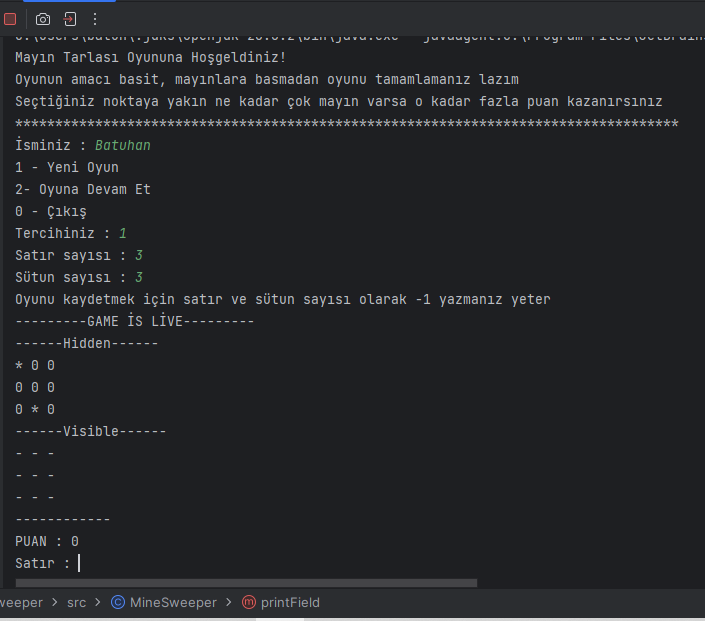 Mayın Tarlası Oyununa Hoşgeldiniz!
Oyunun amacı basit, mayınlara basmadan oyunu tamamlamanız lazım
Seçtiğiniz noktaya yakın ne kadar çok mayın varsa o kadar fazla puan kazanırsınız
***********************************************************************************
İsminiz : Batuhan
1 - Yeni Oyun
2- Oyuna Devam Et
0 - Çıkış
Tercihiniz : 1
Satır sayısı : 3
Sütun sayısı : 3
Oyunu kaydetmek için satır ve sütun sayısı olarak -1 yazmanız yeter
---------GAME İS LİVE---------
------Hidden------
* 0 0
0 0 0
0 * 0
------Visible------
- - -
- - -
- - -
------------
PUAN : 0
Satır :
weeper > src > MineSweeper > printField